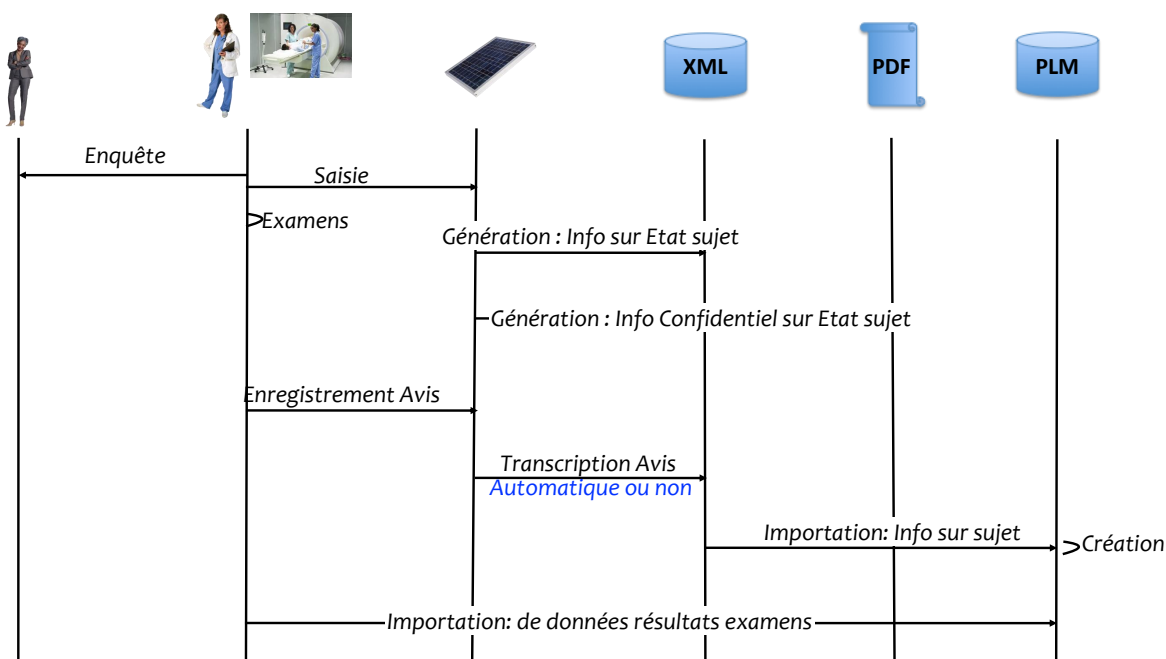 XML
PDF
PLM
Enquête
Saisie
Examens
Génération : Info sur Etat sujet
Génération : Info Confidentiel sur Etat sujet
Enregistrement Avis
Transcription Avis
Automatique ou non
Importation: Info sur sujet
Création
Importation: de données résultats examens